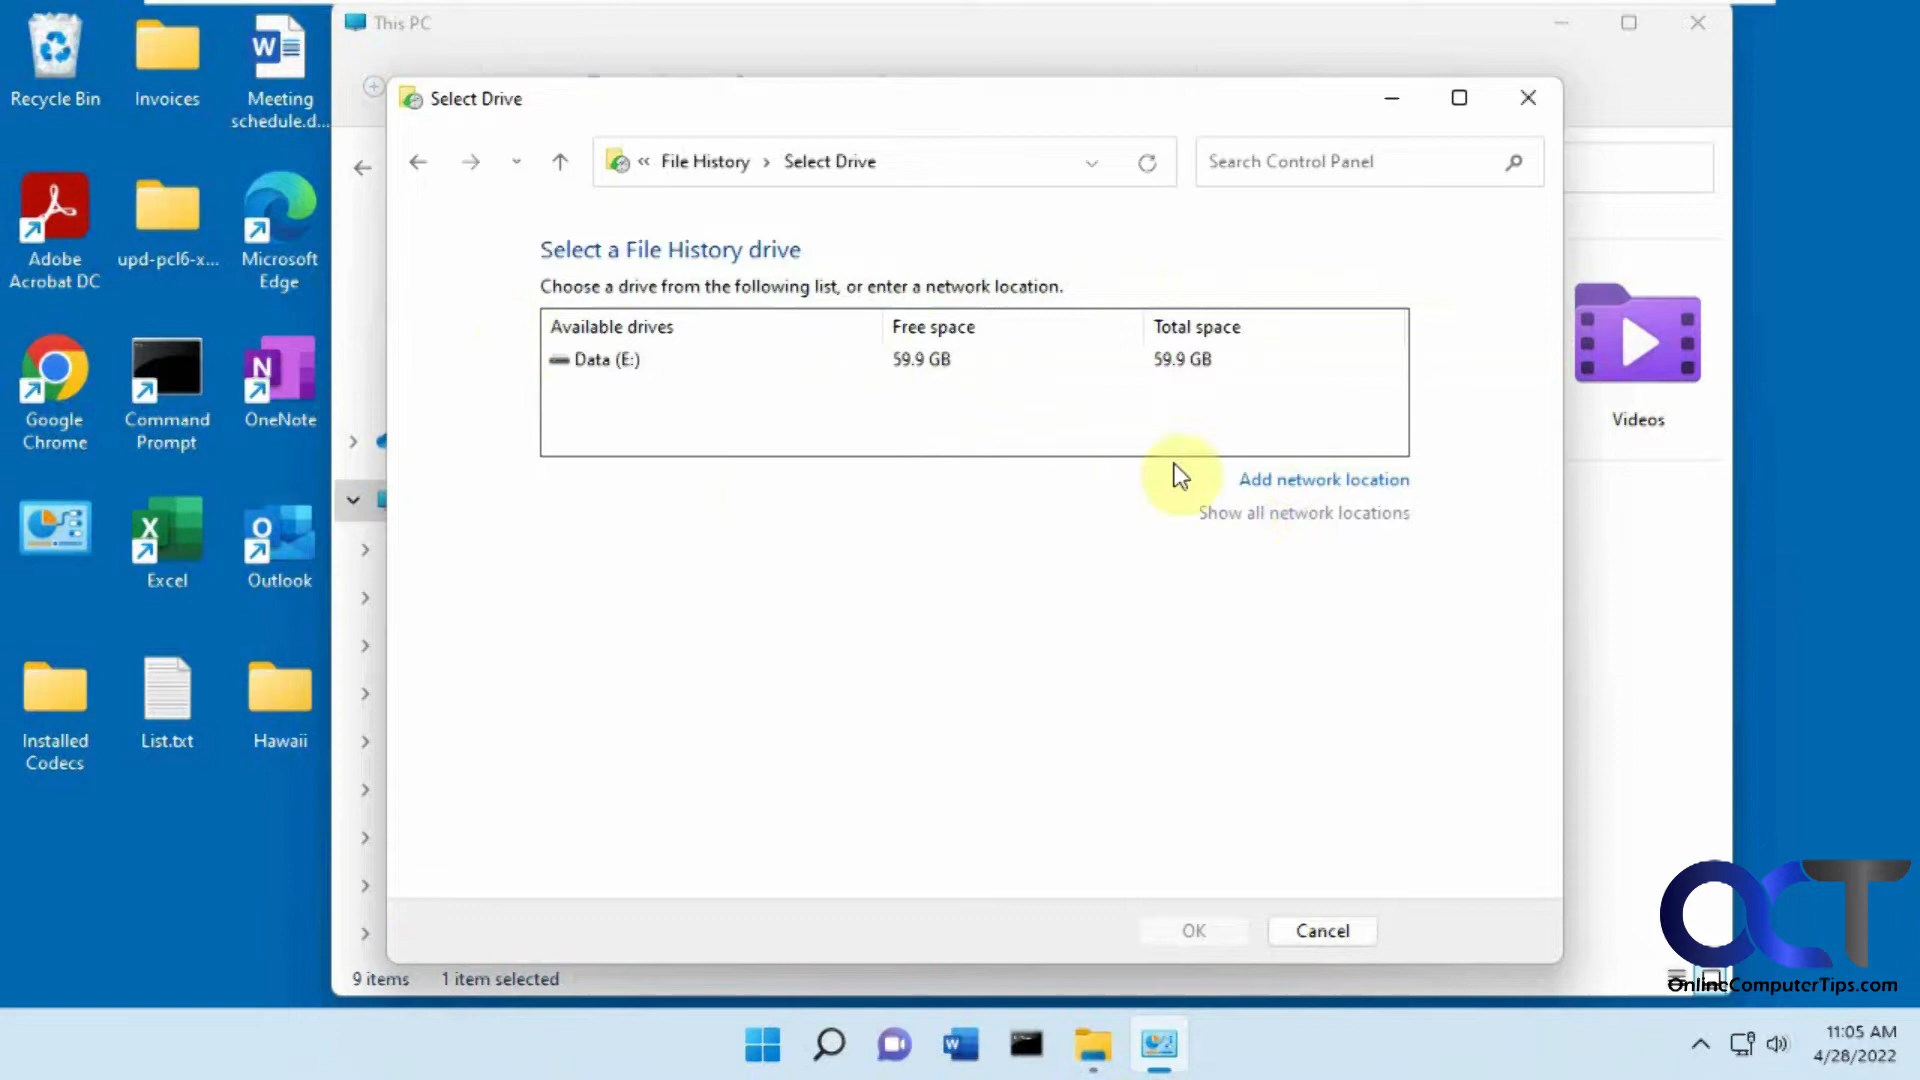 This PC
Select Drive
« File History > Select Drive
Search Control Panel
Select a File History drive
Choose a drive from the following list, or enter a network location.
Available drives Free space Total space
Data (E:) 59.9 GB 59.9 GB
Add network location
Show all network locations
OK Cancel
9 items 1 item selected
Videos
Recycle Bin
Invoices
Meeting
schedule.d...
Adobe
Acrobat DC
upd-pcl6-x...
Microsoft
Edge
Google
Chrome
Command
Prompt
OneNote
Excel
Outlook
Installed
Codecs
List.txt
Hawaii
OCT
OnlineComputerTips.com
11:05 AM
4/28/2022